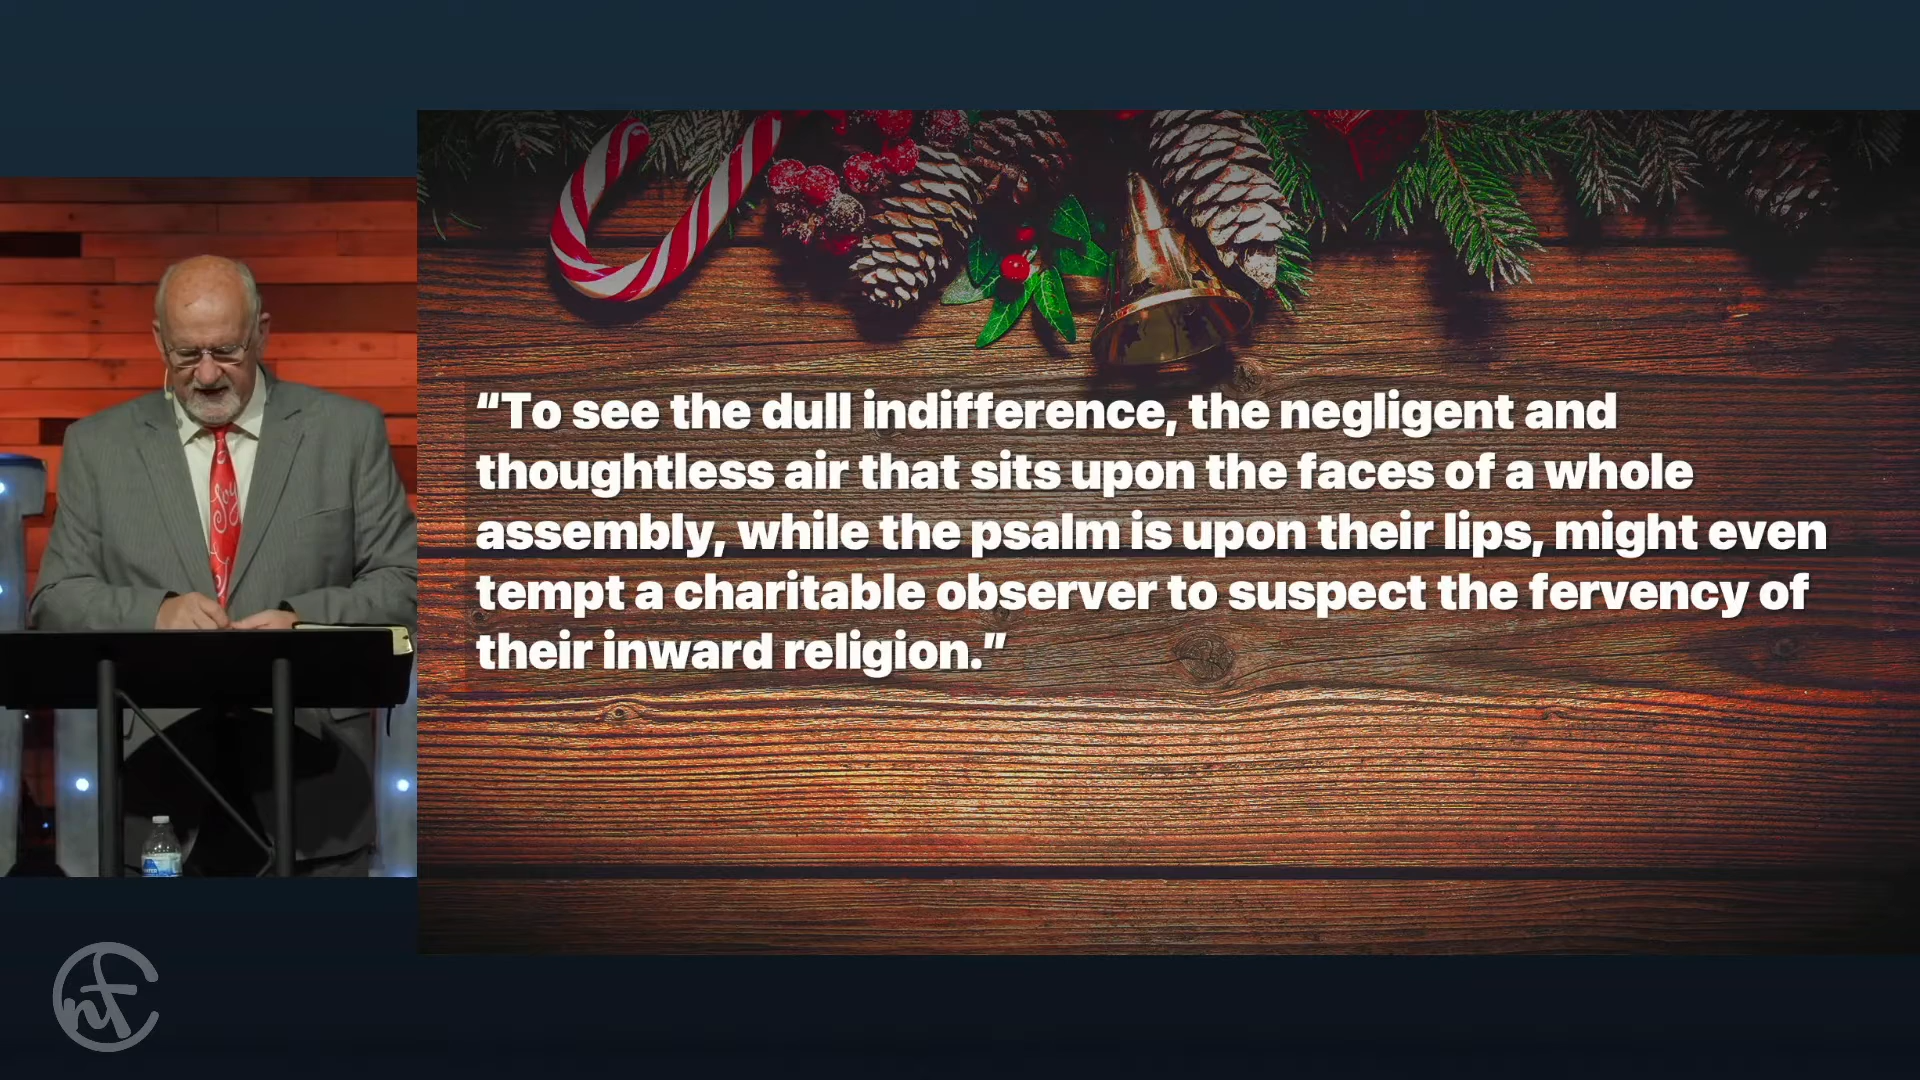 “To see the dull indifference, the negligent and
thoughtless air that sits upon the faces of a whole
assembly, while the psalm is upon their lips, might even
tempt a charitable observer to suspect the fervency of
their inward religion.”
Joy